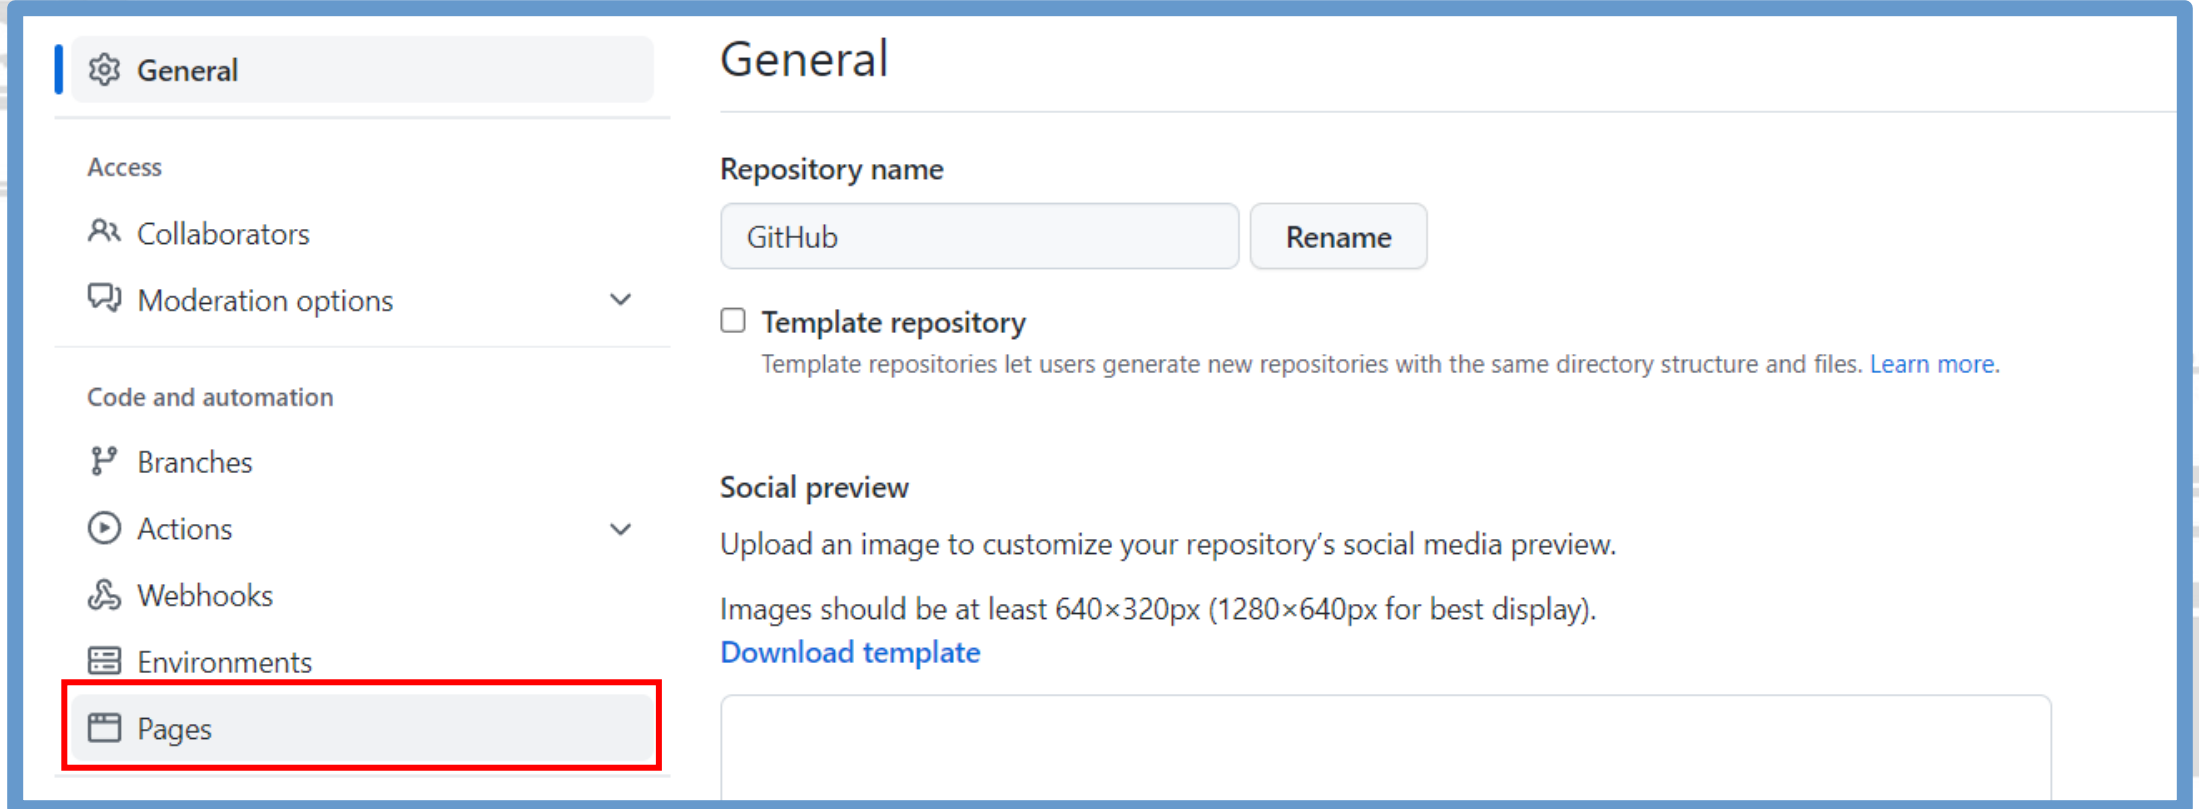 General
Access
Collaborators
Moderation options
Code and automation
Branches
Actions
Webhooks
Environments
Pages
General
Repository name
GitHub
Rename
Template repository
Template repositories let users generate new repositories with the same directory structure and files. Learn more.
Social preview
Upload an image to customize your repository’s social media preview.
Images should be at least 640×320px (1280×640px for best display).
Download template